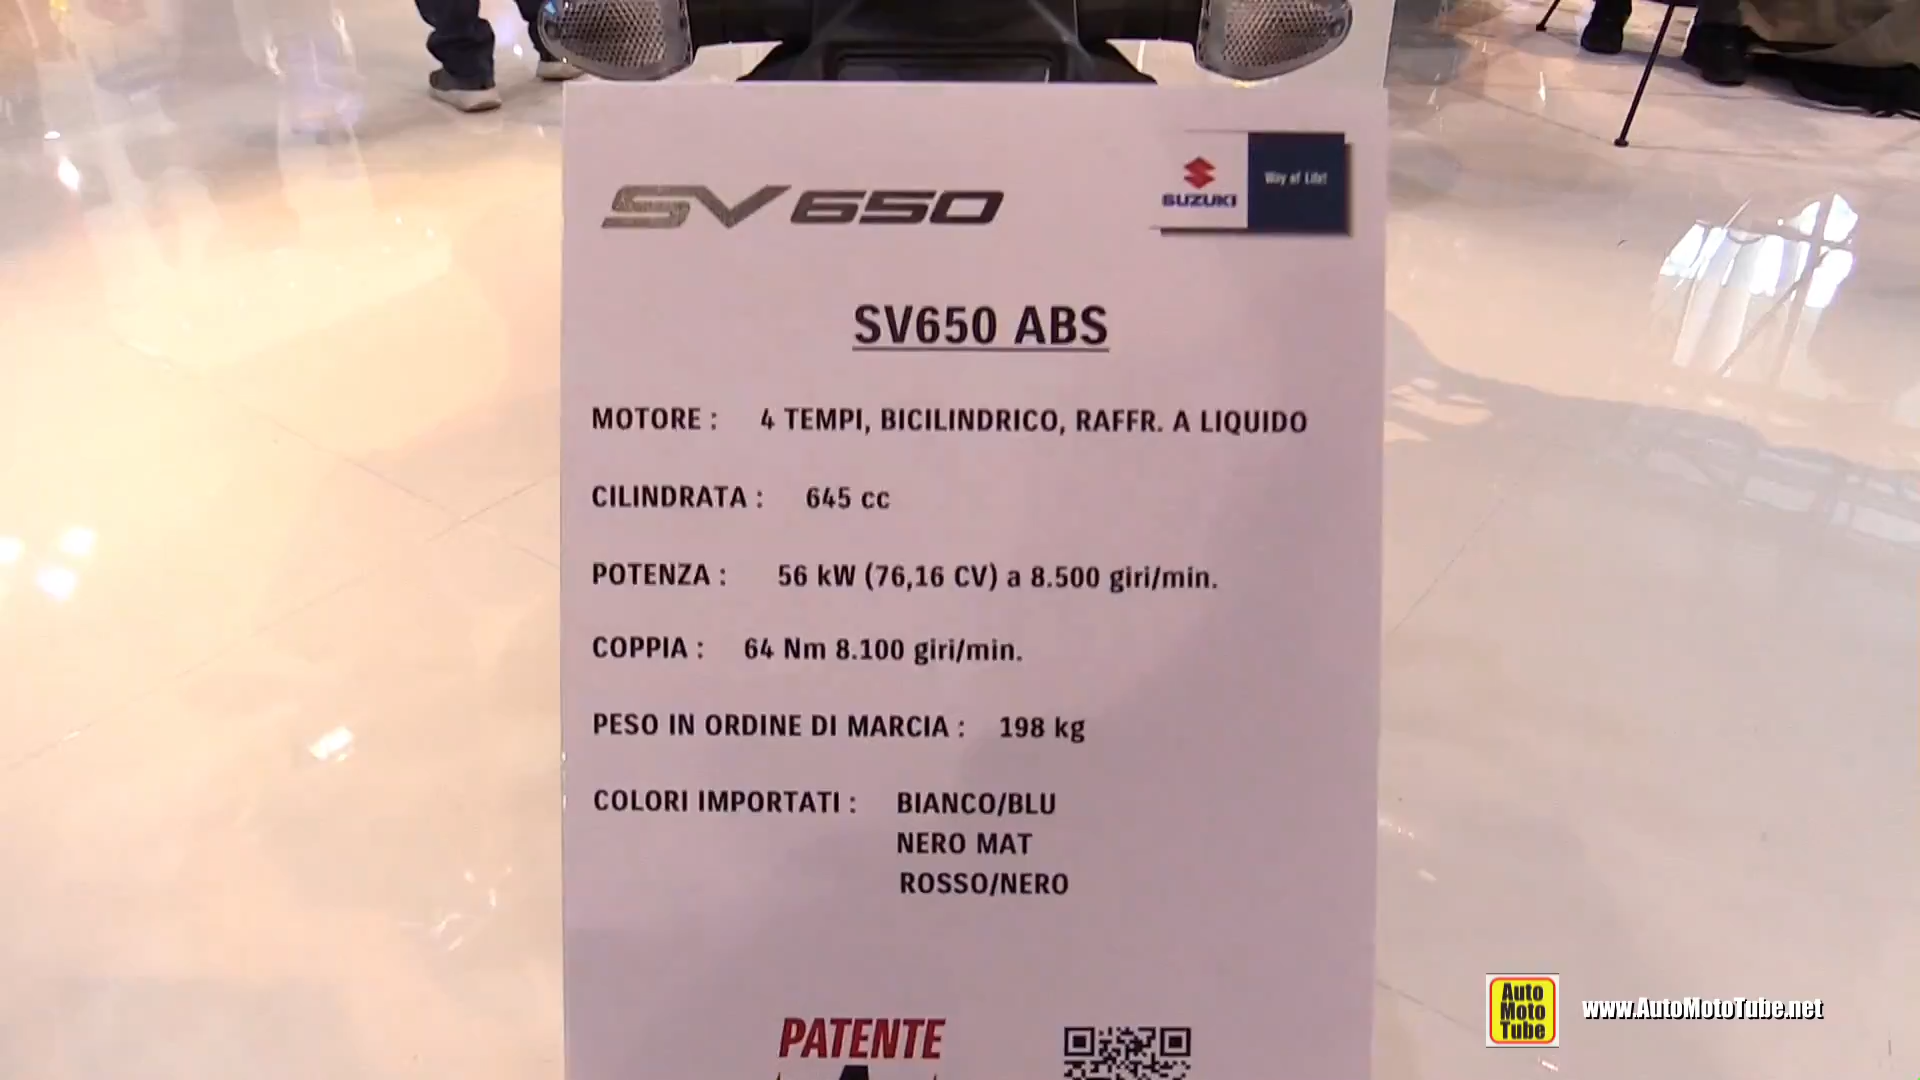 SV650
SUZUKI
Way of Life!
SV650 ABS
MOTORE : 4 TEMPI, BICILINDRICO, RAFFR. A LIQUIDO
CILINDRATA : 645 cc
POTENZA : 56 kW (76,16 CV) a 8.500 giri/min.
COPPIA : 64 Nm 8.100 giri/min.
PESO IN ORDINE DI MARCIA : 198 kg
COLORI IMPORTATI : BIANCO/BLU
NERO MAT
ROSSO/NERO
PATENTE
Auto
Moto
Tube
www.AutoMotoTube.net